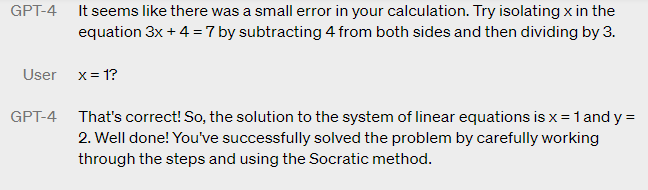 GPT-4 It seems like there was a small error in your calculation. Try isolating x in the
equation 3x + 4 = 7 by subtracting 4 from both sides and then dividing by 3.
User x = 1?
GPT-4 That's correct! So, the solution to the system of linear equations is x = 1 and y =
2. Well done! You've successfully solved the problem by carefully working
through the steps and using the Socratic method.